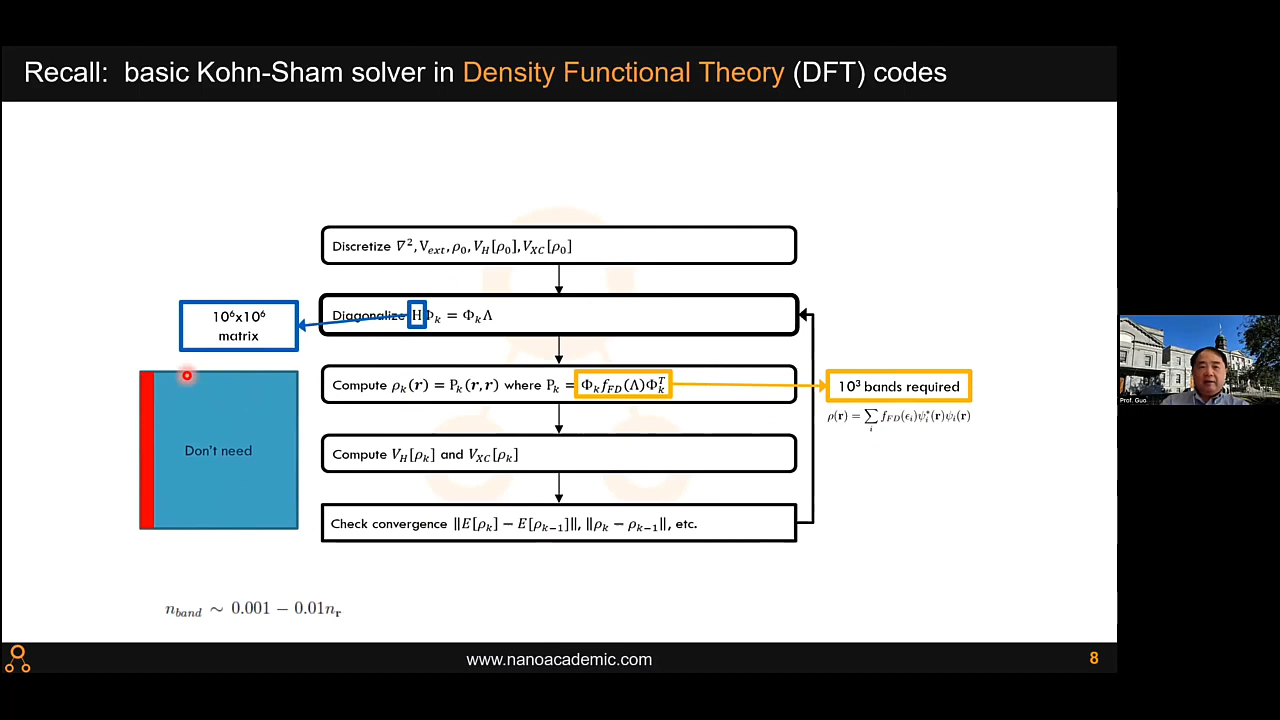 Recall: basic Kohn-Sham solver in Density Functional Theory (DFT) codes
Discretize ∇², V_ext, ρ₀, V_H[ρ₀], V_XC[ρ₀]
10⁶x10⁶
matrix
Diagonalize HΦ_k = Φ_kΛ
Compute ρ_k(r) = P_k(r, r) where P_k = Φ_k f_FD(Λ)Φ_k^T
10³ bands required
ρ(r) = ∑_i f_FD(ϵ_i)ψ_i^*(r)ψ_i(r)
Don't need
Compute V_H[ρ_k] and V_XC[ρ_k]
Check convergence ‖E[ρ_k] − E[ρ_{k−1}]‖, ‖ρ_k − ρ_{k−1}‖, etc.
n_band ∼ 0.001 − 0.01n_r
www.nanoacademic.com
8
Prof. Guo